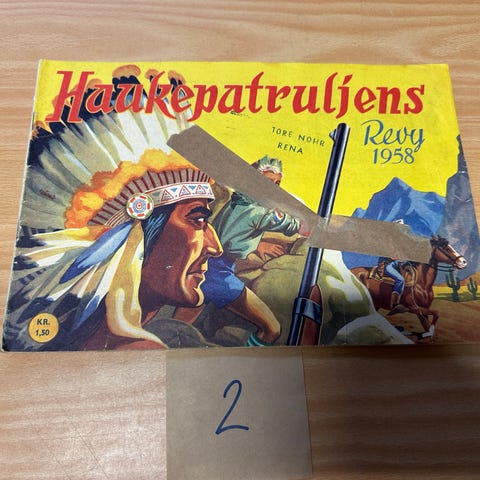 Haukepatruljens
TORE NOHR
RENA
Revy
1958
KR.
1,50
2